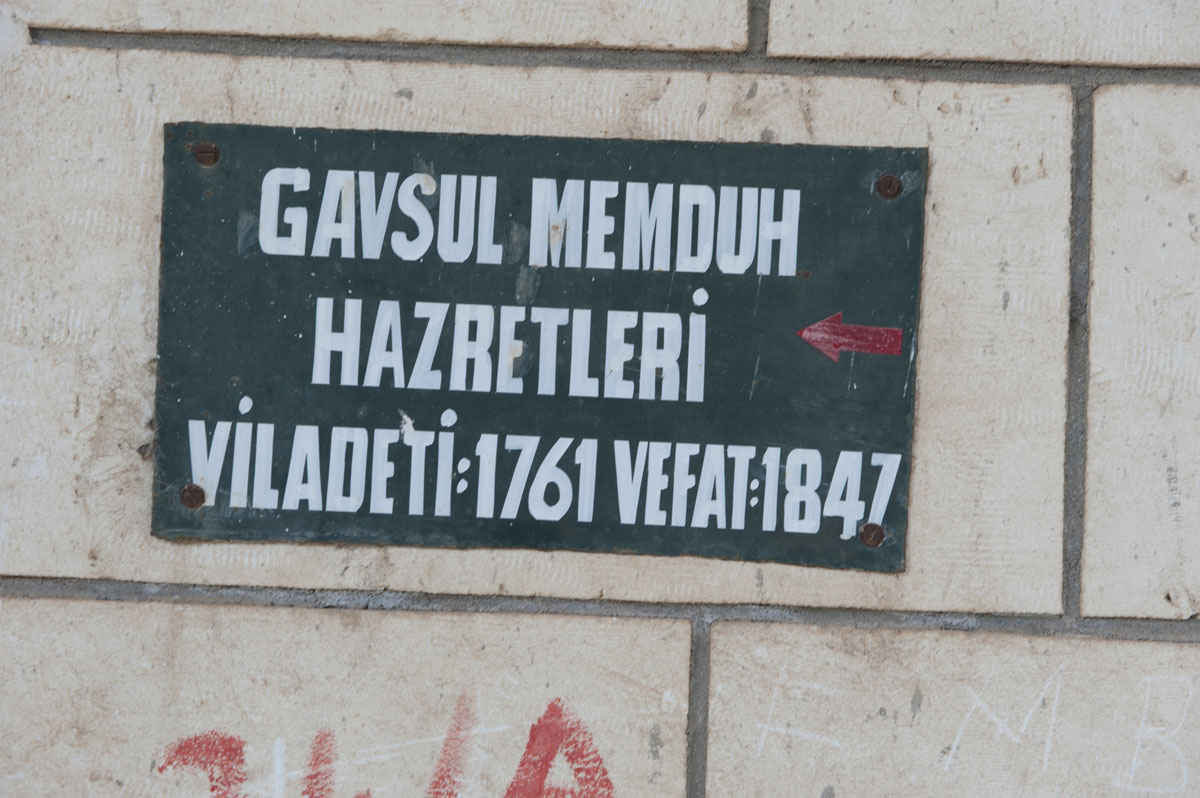 GAVSUL MEMDUH
HAZRETLERİ
VİLADETİ:1761 VEFAT:1847